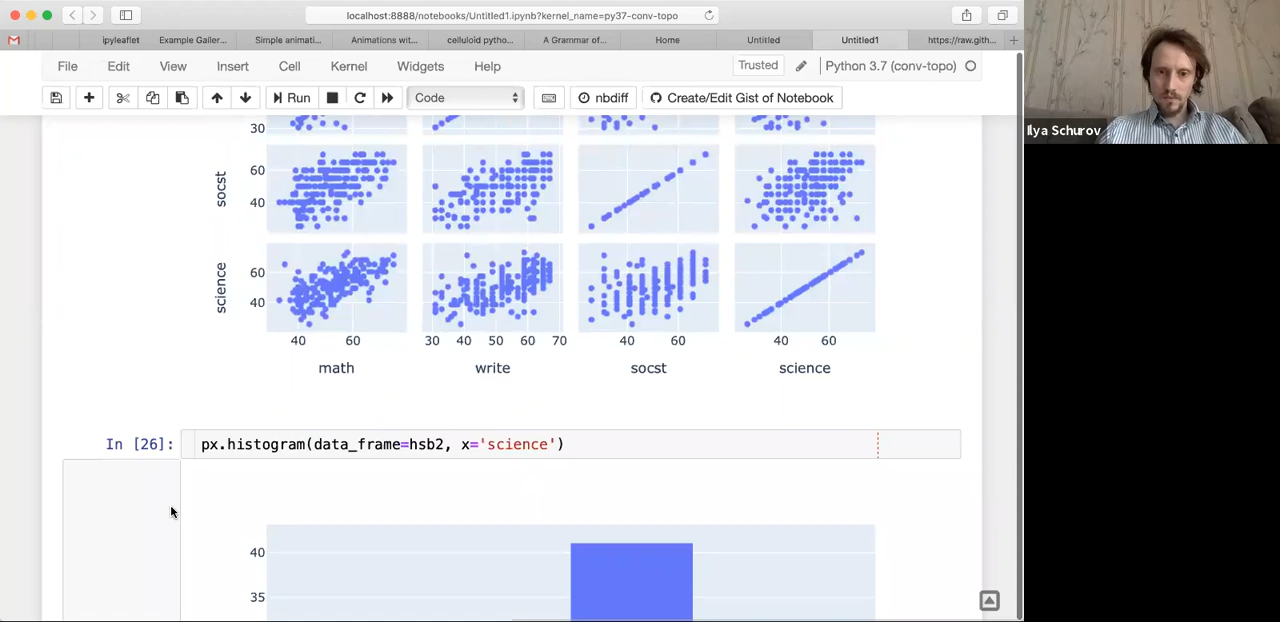 localhost:8888/notebooks/Untitled1.ipynb?kernel_name=py37-conv-topo
ipyleaflet Example Galler... Simple animati... Animations wit... celluloid pytho... A Grammar of... Home Untitled Untitled1 https://raw.gith...
File Edit View Insert Cell Kernel Widgets Help Trusted Python 3.7 (conv-topo)
Run Code nbdiff Create/Edit Gist of Notebook
Ilya Schurov
30
socst
60
40
science
60
40
40 60 30 40 50 60 70 40 60 40 60
math write socst science
In [26]: px.histogram(data_frame=hsb2, x='science')
40
35